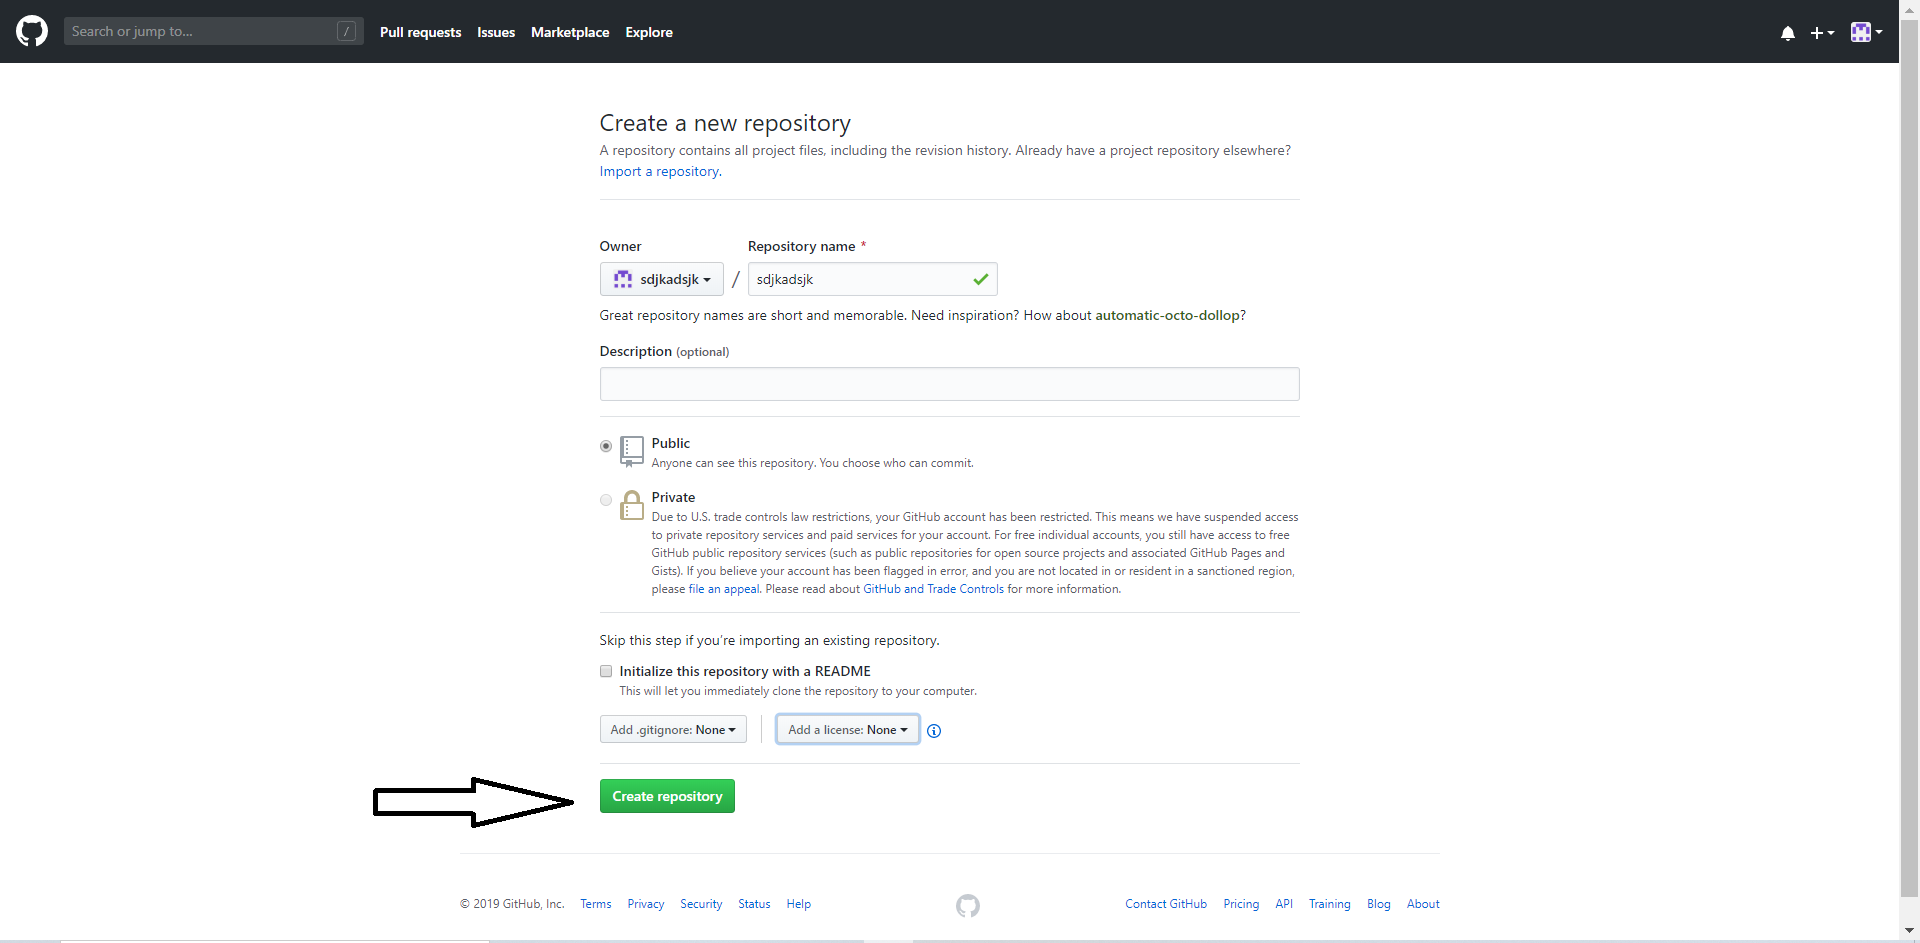 Search or jump to... /
Pull requests Issues Marketplace Explore
Create a new repository
A repository contains all project files, including the revision history. Already have a project repository elsewhere?
Import a repository.
Owner
Repository name *
sdjkadsjk / sdjkadsjk
Great repository names are short and memorable. Need inspiration? How about automatic-octo-dollop?
Description (optional)
Public
Anyone can see this repository. You choose who can commit.
Private
Due to U.S. trade controls law restrictions, your GitHub account has been restricted. This means we have suspended access
to private repository services and paid services for your account. For free individual accounts, you still have access to free
GitHub public repository services (such as public repositories for open source projects and associated GitHub Pages and
Gists). If you believe your account has been flagged in error, and you are not located in or resident in a sanctioned region,
please file an appeal. Please read about GitHub and Trade Controls for more information.
Skip this step if you're importing an existing repository.
Initialize this repository with a README
This will let you immediately clone the repository to your computer.
Add .gitignore: None
Add a license: None
Create repository
© 2019 GitHub, Inc. Terms Privacy Security Status Help
Contact GitHub Pricing API Training Blog About